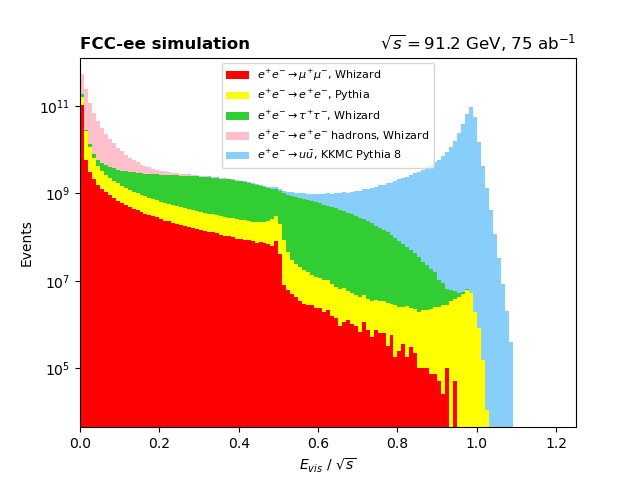 FCC-ee simulation
√s = 91.2 GeV, 75 ab⁻¹
e⁺e⁻ → μ⁺μ⁻, Whizard
e⁺e⁻ → e⁺e⁻, Pythia
e⁺e⁻ → τ⁺τ⁻, Whizard
e⁺e⁻ → e⁺e⁻ hadrons, Whizard
e⁺e⁻ → uū, KKMC Pythia 8
10¹¹
10⁹
10⁷
10⁵
Events
0.0 0.2 0.4 0.6 0.8 1.0 1.2
E_vis / √s